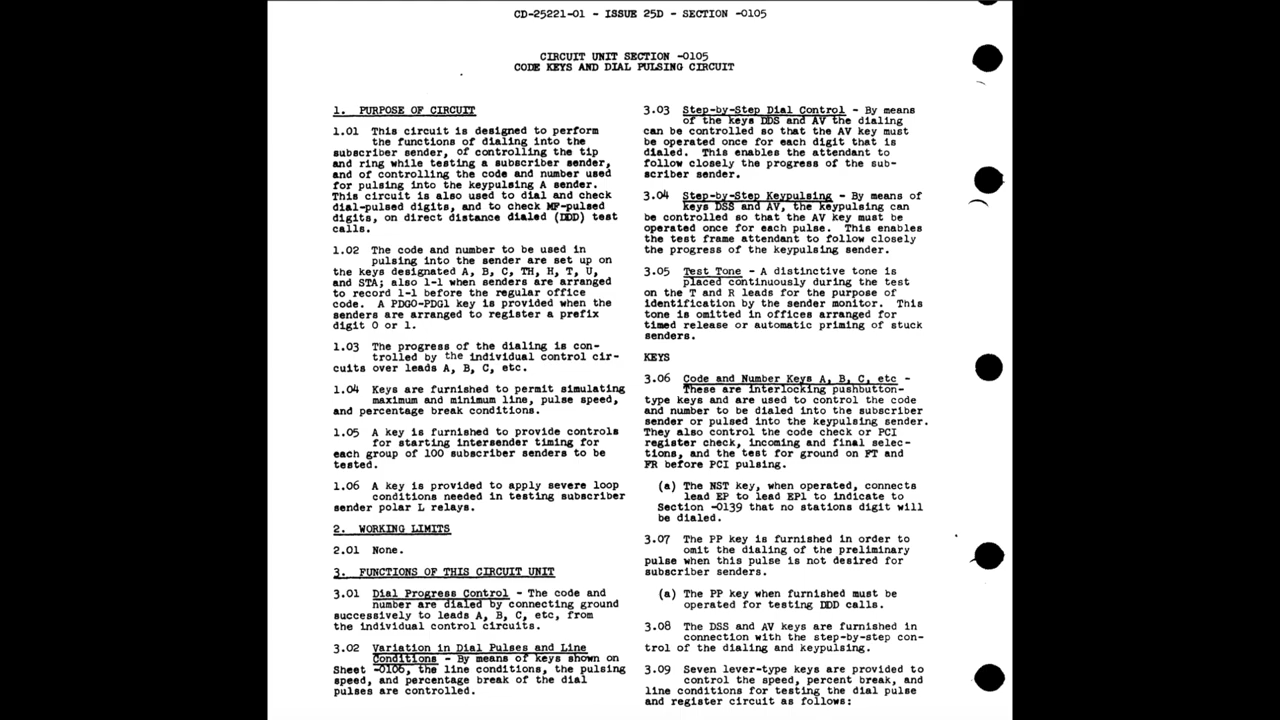 CD-25221-01 - ISSUE 25D - SECTION -0105
CIRCUIT UNIT SECTION -0105
CODE KEYS AND DIAL PULSING CIRCUIT
1. PURPOSE OF CIRCUIT
1.01 This circuit is designed to perform
the functions of dialing into the
subscriber sender, of controlling the tip
and ring while testing a subscriber sender,
and of controlling the code and number used
for pulsing into the keypulsing A sender.
This circuit is also used to dial and check
dial-pulsed digits, and to check MF-pulsed
digits, on direct distance dialed (DDD) test
calls.
1.02 The code and number to be used in
pulsing into the sender are set up on
the keys designated A, B, C, TH, H, T, U,
and STA; also 1-1 when senders are arranged
to record 1-1 before the regular office
code. A PDGO-PDG1 key is provided when the
senders are arranged to register a prefix
digit 0 or 1.
1.03 The progress of the dialing is con-
trolled by the individual control cir-
cuits over leads A, B, C, etc.
1.04 Keys are furnished to permit simulating
maximum and minimum line, pulse speed,
and percentage break conditions.
1.05 A key is furnished to provide controls
for starting intersender timing for
each group of 100 subscriber senders to be
tested.
1.06 A key is provided to apply severe loop
conditions needed in testing subscriber
sender polar L relays.
2. WORKING LIMITS
2.01 None.
3. FUNCTIONS OF THIS CIRCUIT UNIT
3.01 Dial Progress Control - The code and
number are dialed by connecting ground
successively to leads A, B, C, etc, from
the individual control circuits.
3.02 Variation in Dial Pulses and Line
Conditions - By means of keys shown on
Sheet -0106, the line conditions, the pulsing
speed, and percentage break of the dial
pulses are controlled.
3.03 Step-by-Step Dial Control - By means
of the keys DDS and AV the dialing
can be controlled so that the AV key must
be operated once for each digit that is
dialed. This enables the attendant to
follow closely the progress of the sub-
scriber sender.
3.04 Step-by-Step Keypulsing - By means of
keys DSS and AV, the keypulsing can
be controlled so that the AV key must be
operated once for each pulse. This enables
the test frame attendant to follow closely
the progress of the keypulsing sender.
3.05 Test Tone - A distinctive tone is
placed continuously during the test
on the T and R leads for the purpose of
identification by the sender monitor. This
tone is omitted in offices arranged for
timed release or automatic priming of stuck
senders.
KEYS
3.06 Code and Number Keys A, B, C, etc -
These are interlocking pushbutton-
type keys and are used to control the code
and number to be dialed into the subscriber
sender or pulsed into the keypulsing sender.
They also control the code check or PCI
register check, incoming and final selec-
tions, and the test for ground on FT and
FR before PCI pulsing.
(a) The NST key, when operated, connects
lead EP to lead EP1 to indicate to
Section -0139 that no stations digit will
be dialed.
3.07 The PP key is furnished in order to
omit the dialing of the preliminary
pulse when this pulse is not desired for
subscriber senders.
(a) The PP key when furnished must be
operated for testing DDD calls.
3.08 The DSS and AV keys are furnished in
connection with the step-by-step con-
trol of the dialing and keypulsing.
3.09 Seven lever-type keys are provided to
control the speed, percent break, and
line conditions for testing the dial pulse
and register circuit as follows: